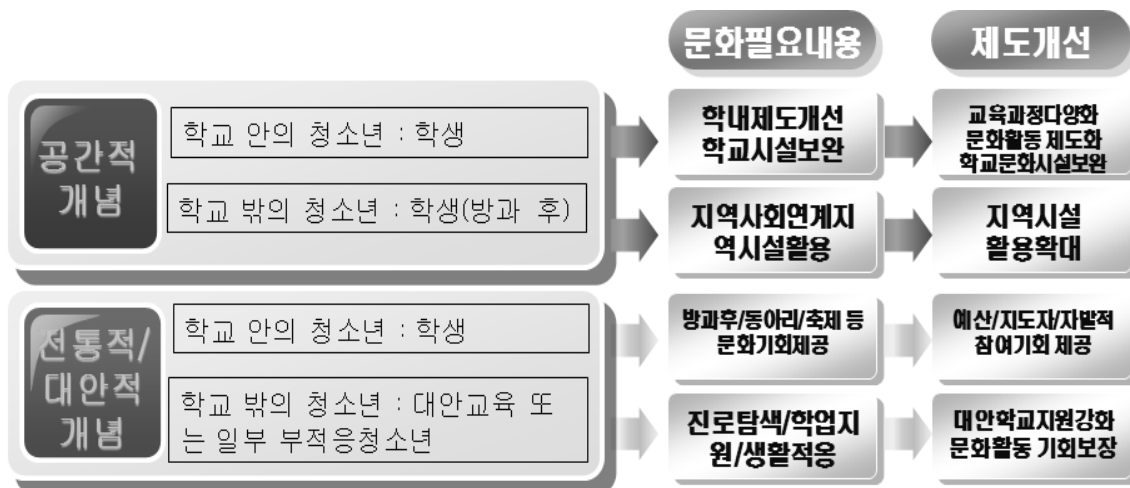 문화필요내용
제도개선
공간적
개념
학교 안의 청소년 : 학생
학교 밖의 청소년 : 학생(방과 후)
학내제도개선
학교시설보완
교육과정다양화
문화활동 제도화
학교문화시설보완
지역사회연계지
역시설활용
지역시설
활용확대
전통적/
대안적
개념
학교 안의 청소년 : 학생
학교 밖의 청소년 : 대안교육 또
는 일부 부적응청소년
방과후/동아리/축제 등
문화기회제공
예산/지도자/자발적
참여기회 제공
진로탐색/학업지
원/생활적응
대안학교지원강화
문화활동 기회보장